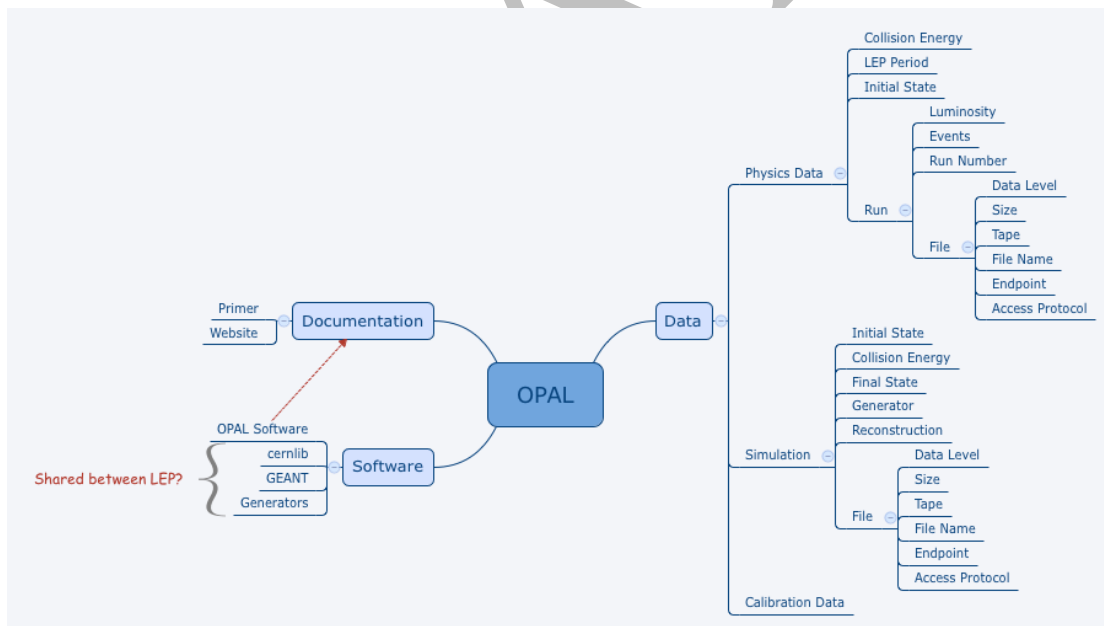 Collision Energy
LEP Period
Initial State
Luminosity
Events
Run Number
Physics Data
Data Level
Run
Size
Tape
File
File Name
Endpoint
Access Protocol
Primer
Website
Documentation
Data
Initial State
Collision Energy
Final State
Generator
Reconstruction
OPAL
OPAL Software
cernlib
GEANT
Generators
Software
Shared between LEP?
Simulation
Data Level
Size
Tape
File
File Name
Endpoint
Access Protocol
Calibration Data